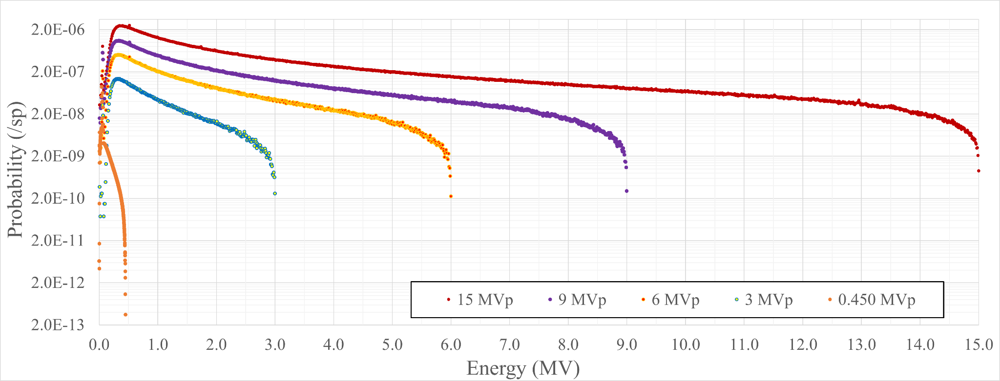 Probability (/sp)
2.0E-06
2.0E-07
2.0E-08
2.0E-09
2.0E-10
2.0E-11
2.0E-12
2.0E-13
15 MVp 9 MVp 6 MVp 3 MVp 0.450 MVp
0.0 1.0 2.0 3.0 4.0 5.0 6.0 7.0 8.0 9.0 10.0 11.0 12.0 13.0 14.0 15.0
Energy (MV)